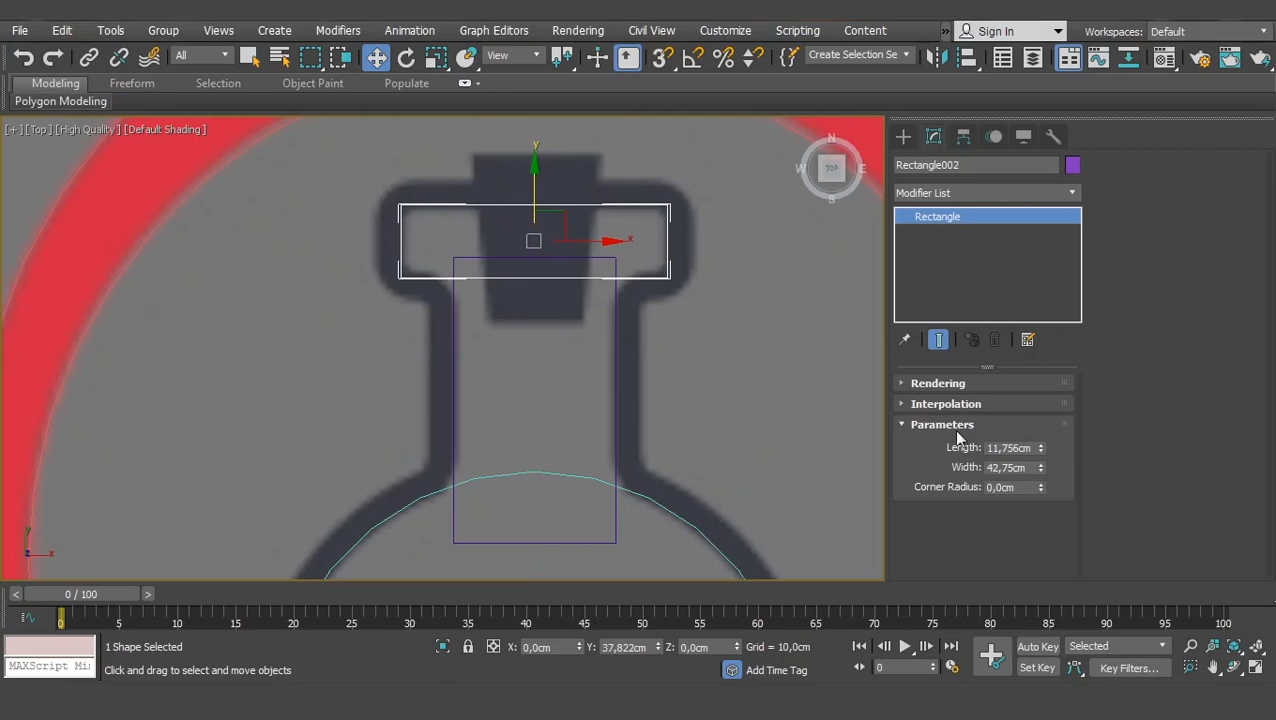 File Edit Tools Group Views Create Modifiers Animation Graph Editors Rendering Civil View Customize Scripting Content » Sign In Workspaces: Default
All View Create Selection Se
Modeling Freeform Selection Object Paint Populate
Polygon Modeling
[+] [Top] [High Quality] [Default Shading]
N
W TOP E
S
y
x
y
z x
Rectangle002
Modifier List
Rectangle
Rendering
Interpolation
Parameters
Length: 11,756cm
Width: 42,75cm
Corner Radius: 0,0cm
< 0 / 100 >
0 5 10 15 20 25 30 35 40 45 50 55 60 65 70 75 80 85 90 95 100
1 Shape Selected X: 0,0cm Y: 37,822cm Z: 0,0cm Grid = 10,0cm Auto Key Selected
MAXScript Mi Click and drag to select and move objects Add Time Tag 0 Set Key Key Filters...